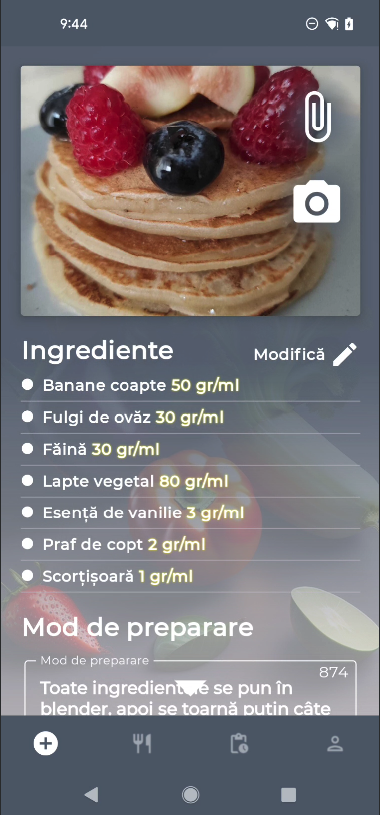 9:44
Ingrediente
Modifică
Banane coapte 50 gr/ml
Fulgi de ovăz 30 gr/ml
Făină 30 gr/ml
Lapte vegetal 80 gr/ml
Esență de vanilie 3 gr/ml
Praf de copt 2 gr/ml
Scorțișoară 1 gr/ml
Mod de preparare
Mod de preparare
874
Toate ingredientele se pun în
blender, apoi se toarnă puțin câte